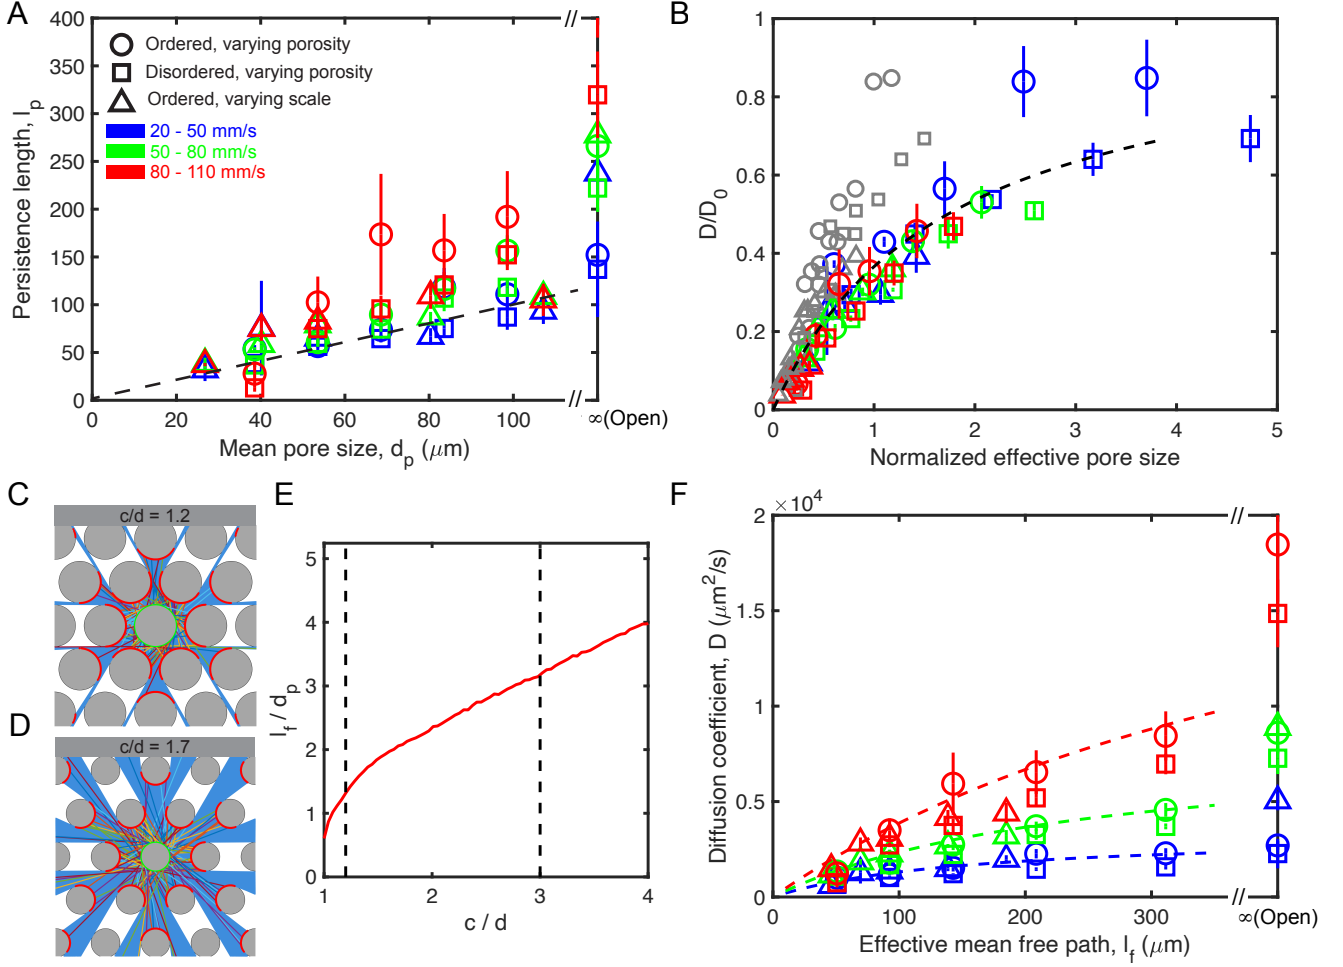 A
400
350
300
250
200
150
100
50
0
Persistence length, l_p
Ordered, varying porosity
Disordered, varying porosity
Ordered, varying scale
20 - 50 mm/s
50 - 80 mm/s
80 - 110 mm/s
//
//
0
20
40
60
80
100
∞(Open)
Mean pore size, d_p (μm)
B
1
0.8
0.6
0.4
0.2
0
D/D_0
0
1
2
3
4
5
Normalized effective pore size
C
c/d = 1.2
D
c/d = 1.7
E
5
4
3
2
1
0
l_f / d_p
1
2
3
4
c / d
F
×10^4
2
1.5
1
0.5
0
Diffusion coefficient, D (μm^2/s)
//
//
0
100
200
300
∞(Open)
Effective mean free path, l_f (μm)